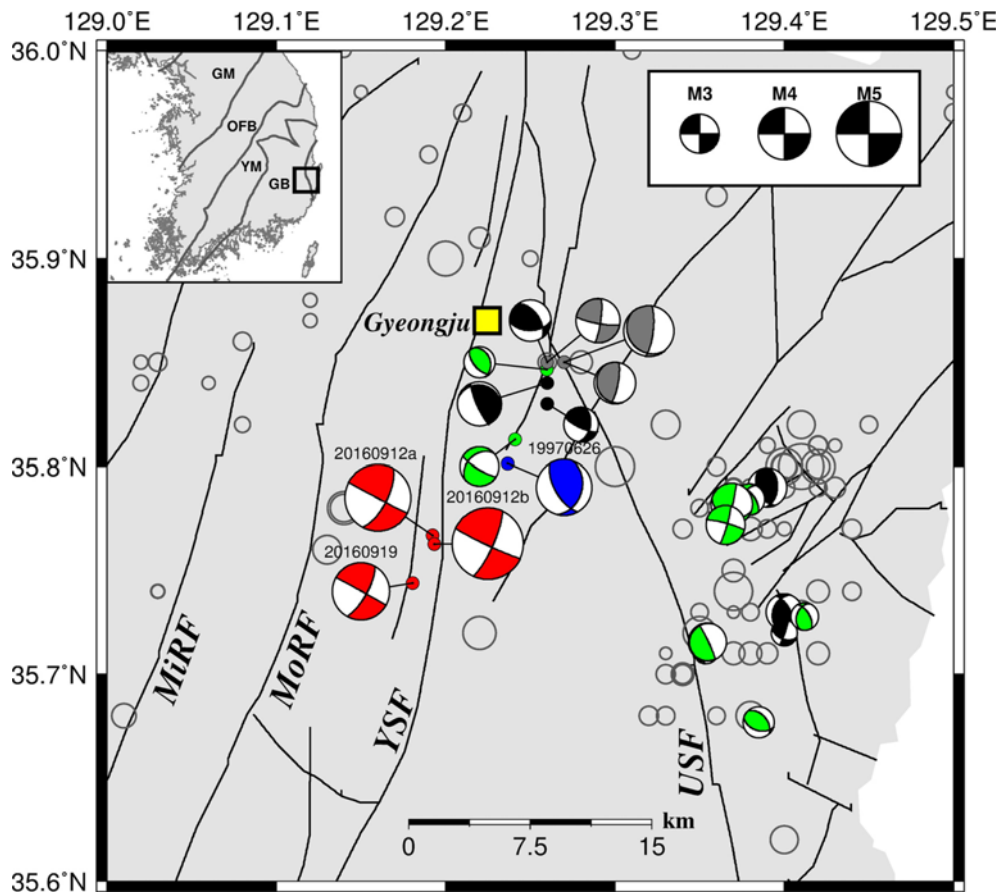 129.0˚E 129.1˚E 129.2˚E 129.3˚E 129.4˚E 129.5˚E
36.0˚N
35.9˚N
35.8˚N
35.7˚N
35.6˚N
GM
OFB
YM
GB
M3 M4 M5
Gyeongju
19970626
20160912a
20160912b
20160919
MiRF
MoRF
YSF
USF
km
0 7.5 15